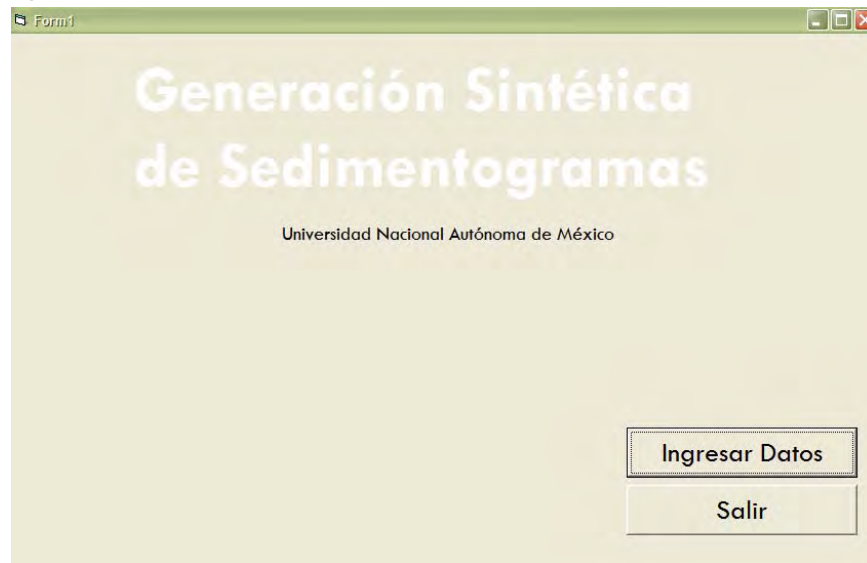 Form1
Generación Sintética
de Sedimentogramas
Universidad Nacional Autónoma de México
Ingresar Datos
Salir